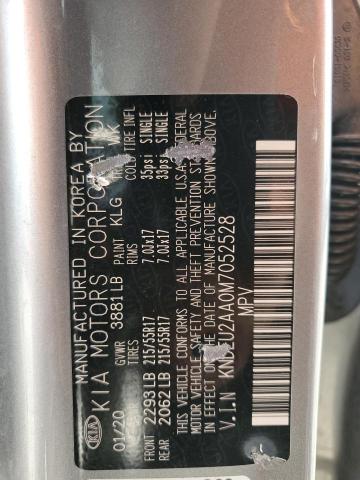 MANUFACTURED IN KOREA BY
KIA KIA MOTORS CORPORATION
01/20 GVWR 3881LB PAINT KLG WK
TIRES RIMS COLD TIRE INFL
FRONT 2293LB 215/55R17 7.0JX17 35psi SINGLE
REAR 2062LB 215/55R17 7.0JX17 33psi SINGLE
THIS VEHICLE CONFORMS TO ALL APPLICABLE U.S.A. FEDERAL
MOTOR VEHICLE SAFETY AND THEFT PREVENTION STANDARDS
IN EFFECT ON THE DATE OF MANUFACTURE SHOWN ABOVE.
V.I.N
MPV